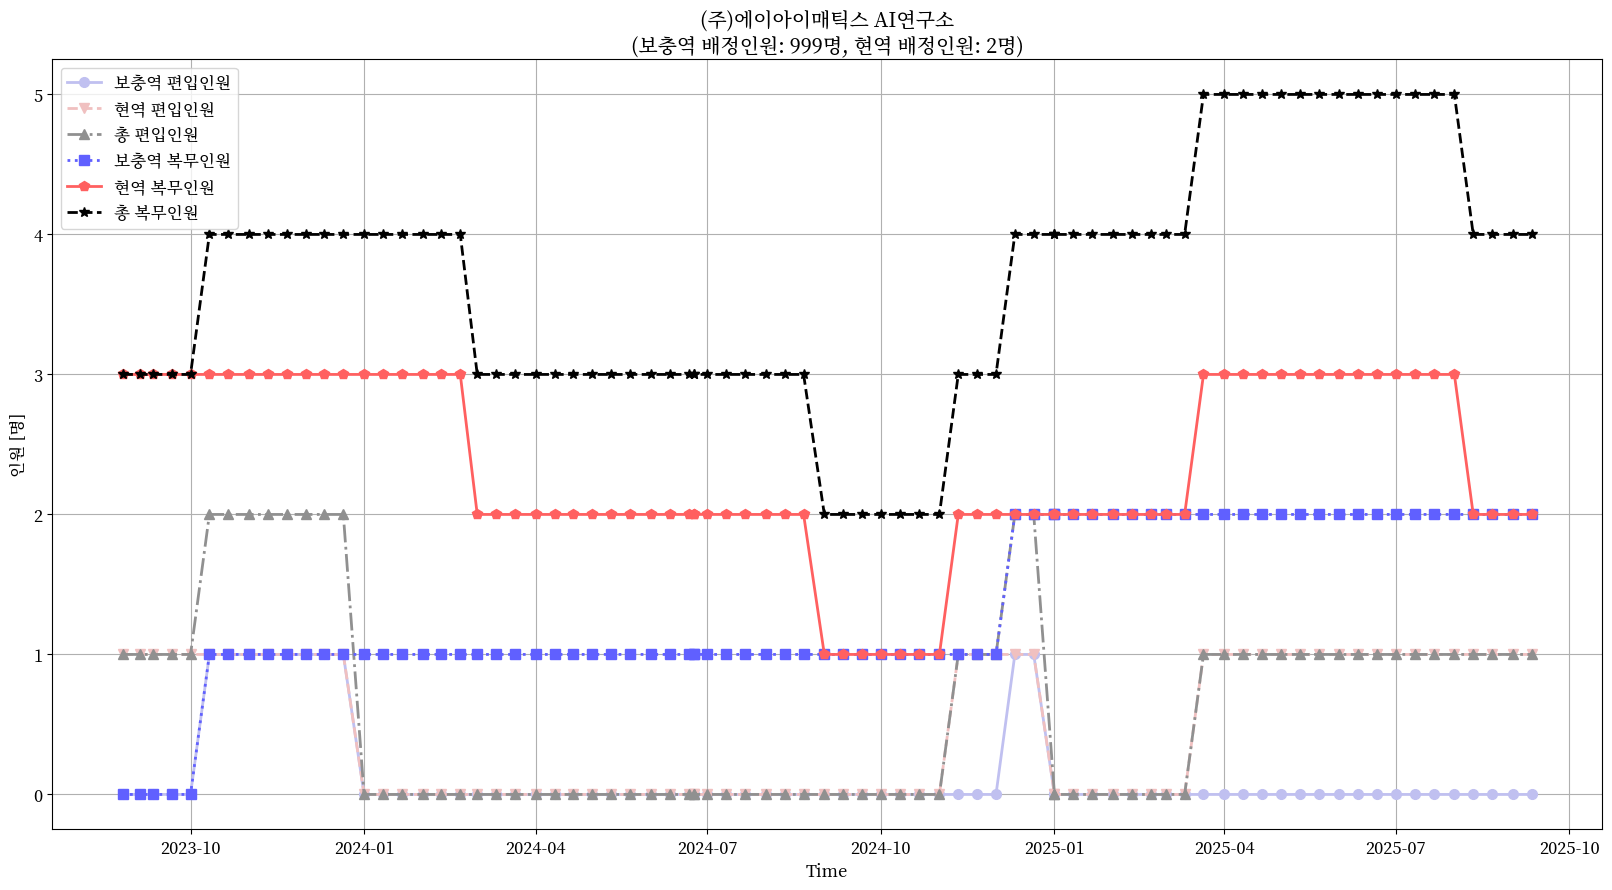 (주)에이아이매틱스 AI연구소
(보충역 배정인원: 999명, 현역 배정인원: 2명)
보충역 편입인원
현역 편입인원
총 편입인원
보충역 복무인원
현역 복무인원
총 복무인원
인원 [명]
5
4
3
2
1
0
2023-10
2024-01
2024-04
2024-07
2024-10
2025-01
2025-04
2025-07
2025-10
Time